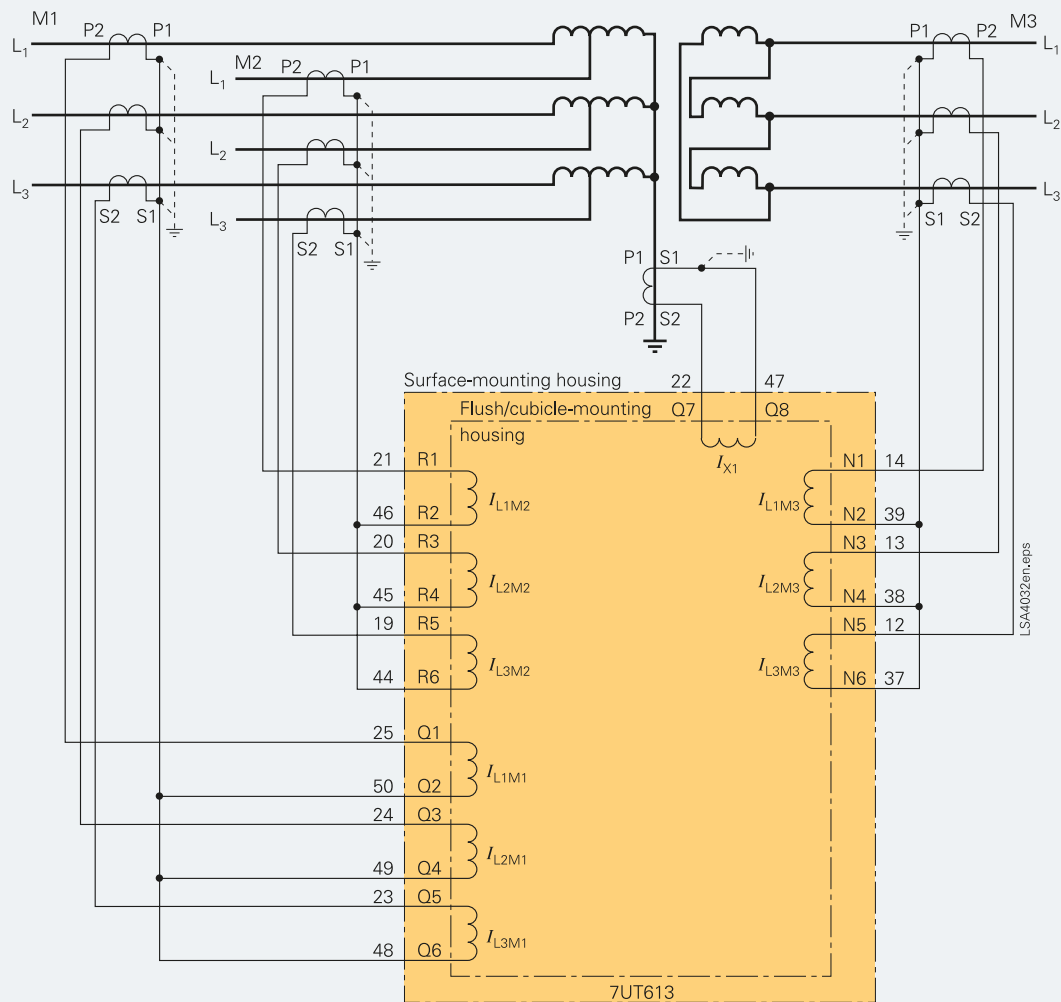 M1
P2 P1
L1
M2 P2 P1
L1
P1 P2 M3
L1
L2
L2
L2
L3
S2 S1
L3
S2 S1
S1 S2
L3
P1 S1
P2 S2
Surface-mounting housing
22 47
Flush/cubicle-mounting
housing
Q7 Q8
IX1
21 R1
IL1M2
46 R2
20 R3
IL2M2
45 R4
19 R5
IL3M2
44 R6
25 Q1
IL1M1
50 Q2
24 Q3
IL2M1
49 Q4
23 Q5
IL3M1
48 Q6
N1 14
IL1M3
N2 39
N3 13
IL2M3
N4 38
N5 12
IL3M3
N6 37
LSA4032en.eps
7UT613